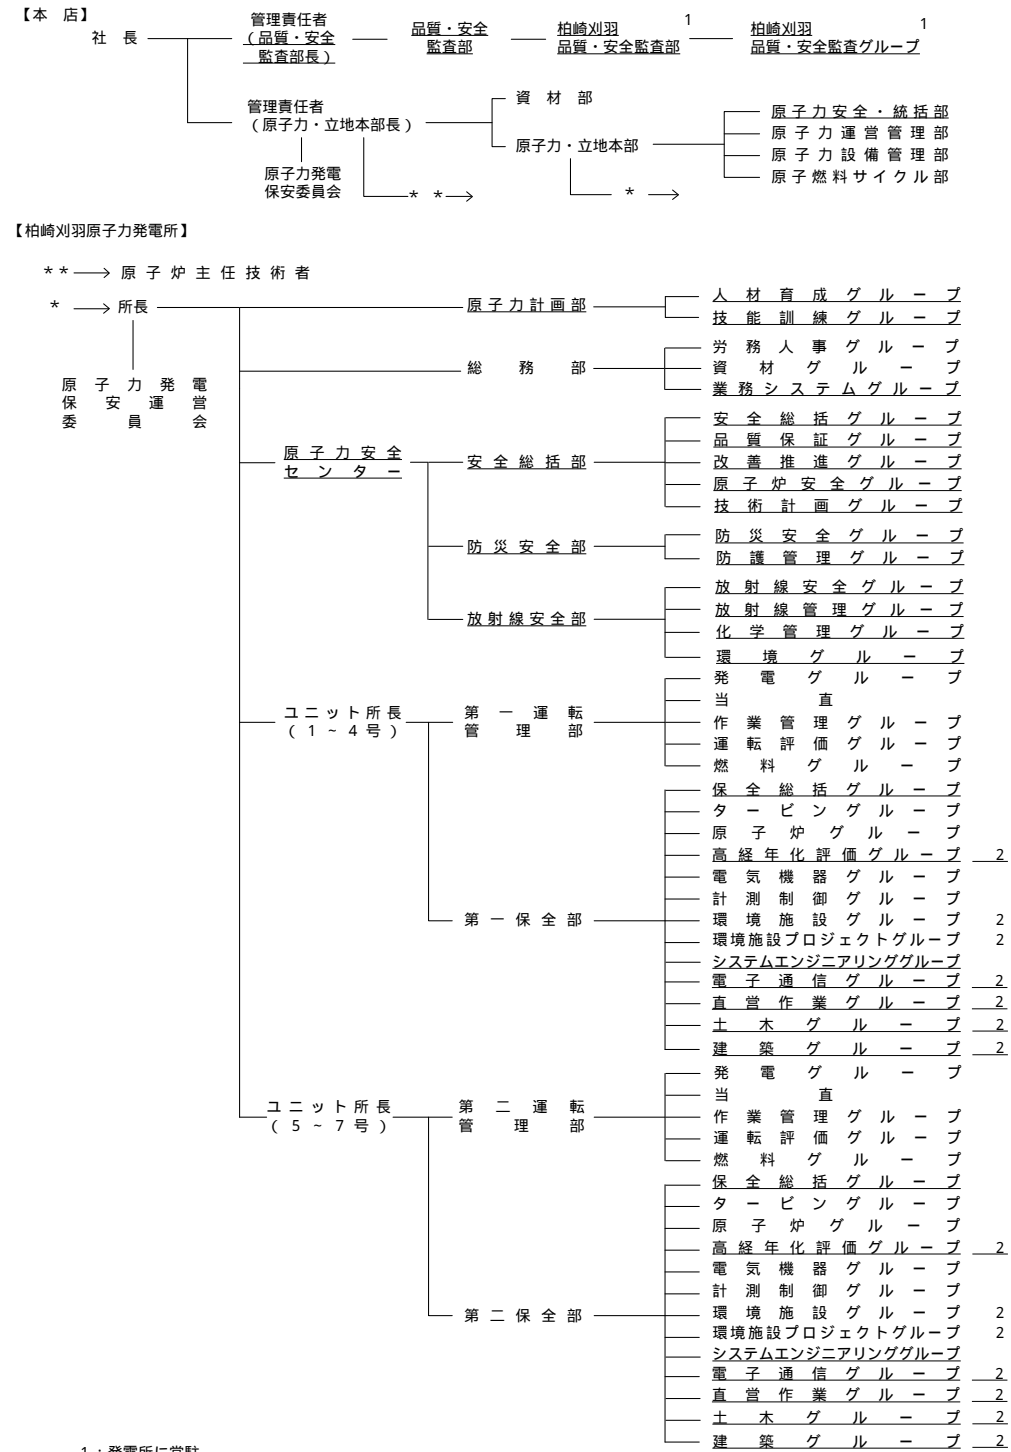 【本 店】
社 長
管理責任者
（品質・安全
監査部長）
品質・安全
監査部
柏崎刈羽 1
品質・安全監査部
柏崎刈羽 1
品質・安全監査グループ
管理責任者
（原子力・立地本部長）
資 材 部
原子力・立地本部
原子力安全・統括部
原子力運営管理部
原子力設備管理部
原子燃料サイクル部
原子力発電
保安委員会
＊ ＊
＊
【柏崎刈羽原子力発電所】
＊＊ 原子炉主任技術者
＊ 所長
原子力発電
保安運営
委員会
原子力計画部
人材育成グループ
技能訓練グループ
総務部
労務人事グループ
資材グループ
業務システムグループ
原子力安全
センター
安全総括部
安全総括グループ
品質保証グループ
改善推進グループ
原子炉安全グループ
技術計画グループ
防災安全部
防災安全グループ
防護管理グループ
放射線安全部
放射線安全グループ
放射線管理グループ
化学管理グループ
環境グループ
ユニット所長
（1～4号）
第一運転
管理部
発電グループ
当直
作業管理グループ
運転評価グループ
燃料グループ
第一保全部
保全総括グループ
タービングループ
原子炉グループ
高経年化評価グループ 2
電気機器グループ
計測制御グループ
環境施設グループ 2
環境施設プロジェクトグループ 2
システムエンジニアリンググループ
電子通信グループ 2
直営作業グループ 2
土木グループ 2
建築グループ 2
ユニット所長
（5～7号）
第二運転
管理部
発電グループ
当直
作業管理グループ
運転評価グループ
燃料グループ
第二保全部
保全総括グループ
タービングループ
原子炉グループ
高経年化評価グループ 2
電気機器グループ
計測制御グループ
環境施設グループ 2
環境施設プロジェクトグループ 2
システムエンジニアリンググループ
電子通信グループ 2
直営作業グループ 2
土木グループ 2
建築グループ 2
1：発電所に常駐